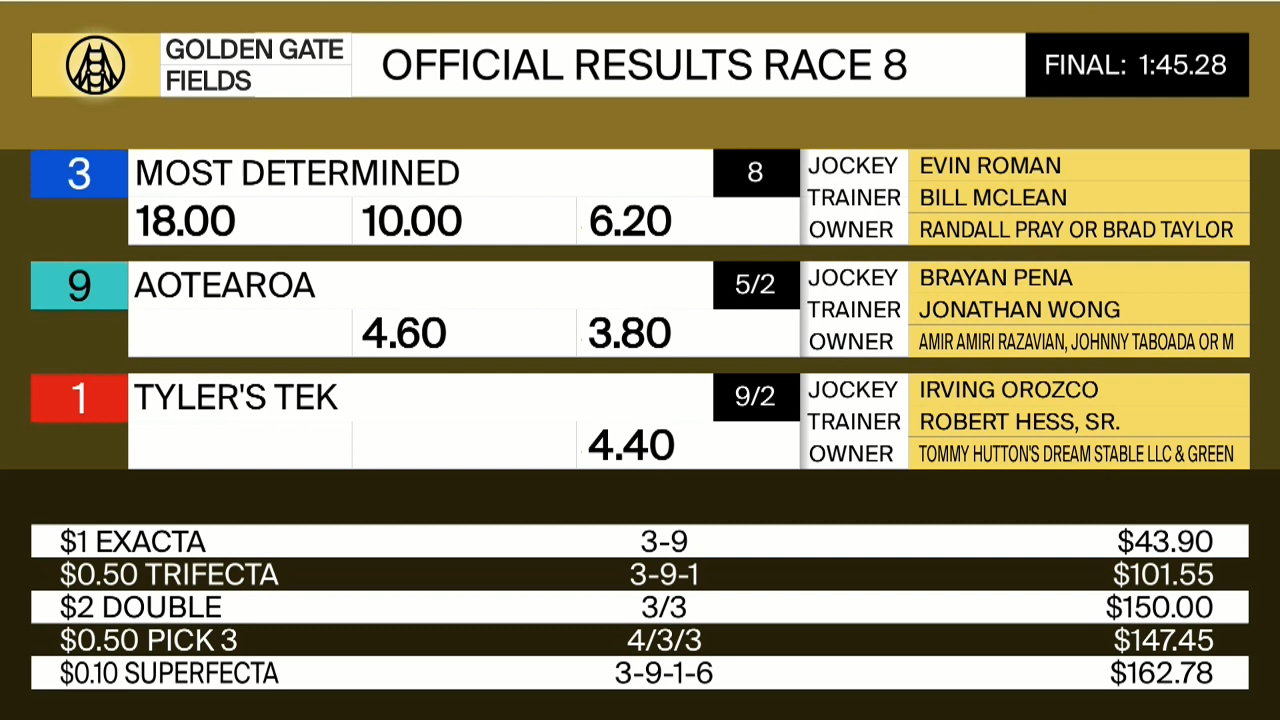 GOLDEN GATE
FIELDS
OFFICIAL RESULTS RACE 8
FINAL: 1:45.28
3 MOST DETERMINED 8
18.00 10.00 6.20
JOCKEY EVIN ROMAN
TRAINER BILL MCLEAN
OWNER RANDALL PRAY OR BRAD TAYLOR
9 AOTEAROA 5/2
4.60 3.80
JOCKEY BRAYAN PENA
TRAINER JONATHAN WONG
OWNER AMIR AMIRI RAZAVIAN, JOHNNY TABOADA OR M
1 TYLER'S TEK 9/2
4.40
JOCKEY IRVING OROZCO
TRAINER ROBERT HESS, SR.
OWNER TOMMY HUTTON'S DREAM STABLE LLC & GREEN
$1 EXACTA 3-9 $43.90
$0.50 TRIFECTA 3-9-1 $101.55
$2 DOUBLE 3/3 $150.00
$0.50 PICK 3 4/3/3 $147.45
$0.10 SUPERFECTA 3-9-1-6 $162.78